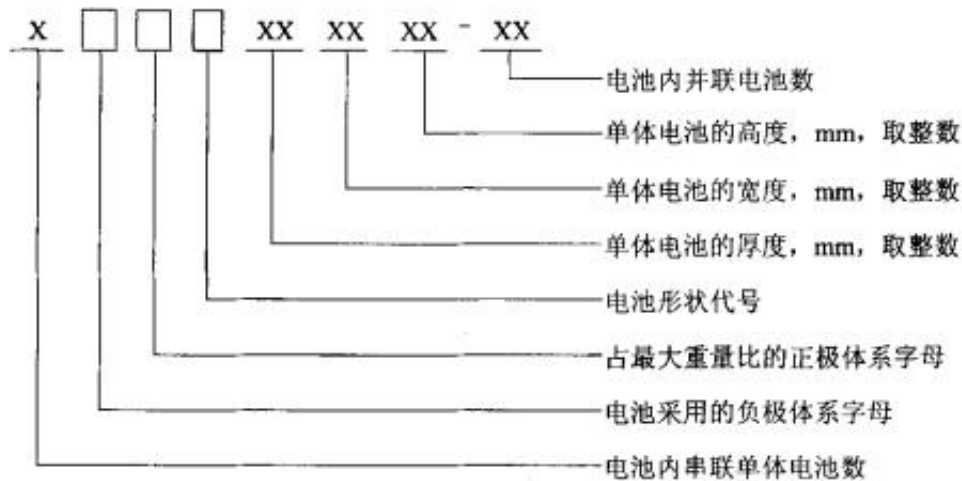 X □ □ □ XX XX XX - XX
电池内并联电池数
单体电池的高度，mm，取整数
单体电池的宽度，mm，取整数
单体电池的厚度，mm，取整数
电池形状代号
占最大重量比的正极体系字母
电池采用的负极体系字母
电池内串联单体电池数